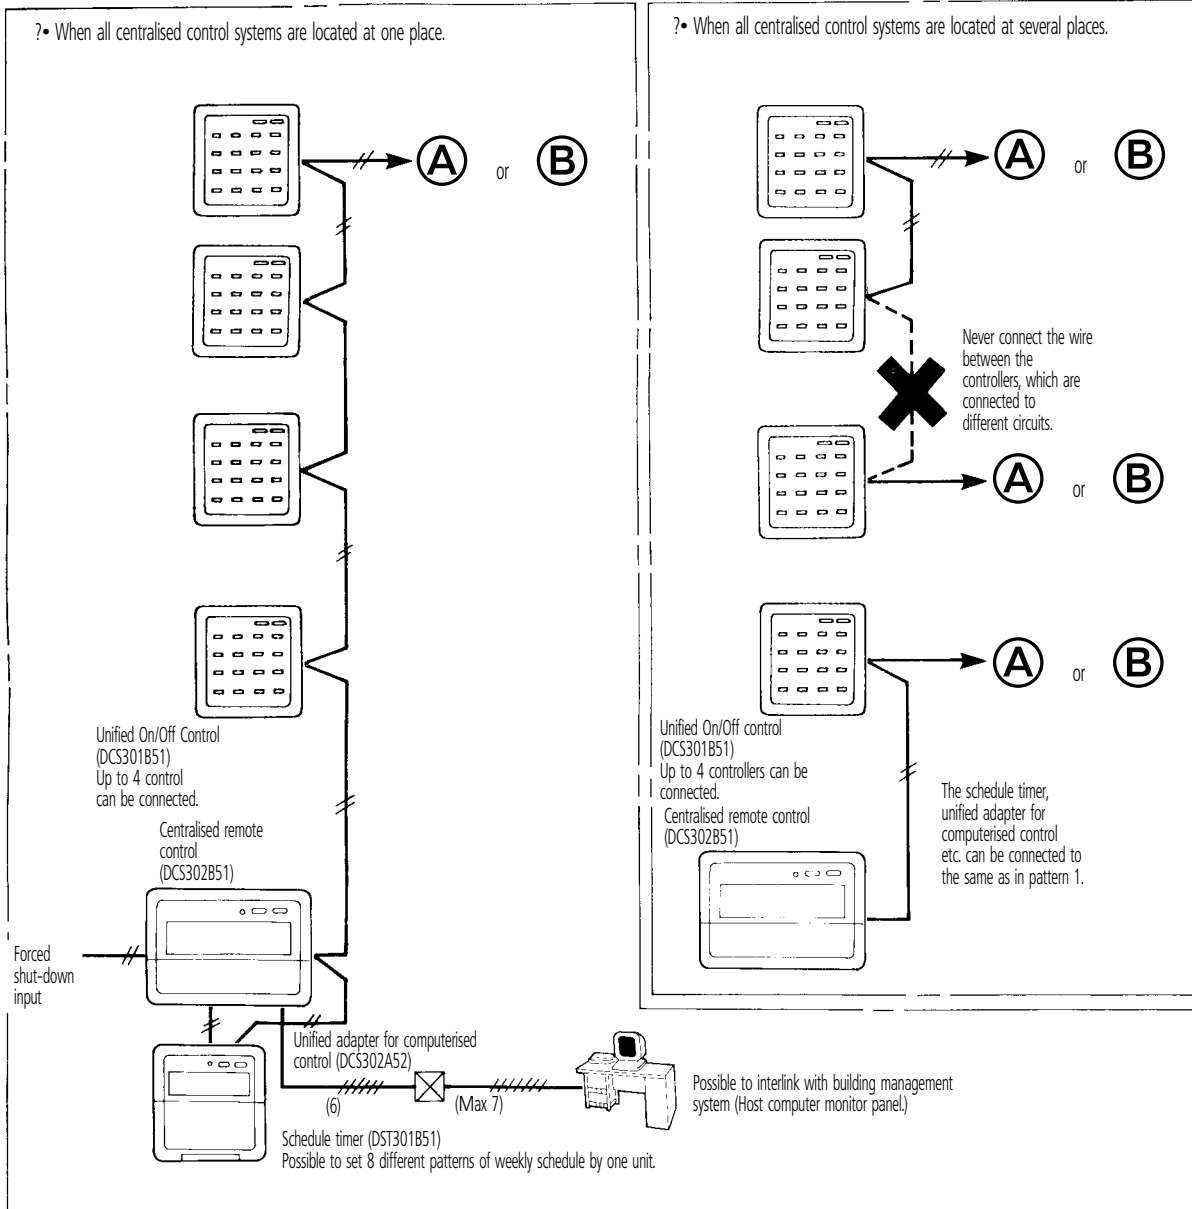 ?• When all centralised control systems are located at one place.
A or B
Unified On/Off Control
(DCS301B51)
Up to 4 control
can be connected.
Centralised remote
control
(DCS302B51)
Forced
shut-down
input
Unified adapter for computerised
control (DCS302A52)
(6)
(Max 7)
Possible to interlink with building management
system (Host computer monitor panel.)
Schedule timer (DST301B51)
Possible to set 8 different patterns of weekly schedule by one unit.
?• When all centralised control systems are located at several places.
A or B
Never connect the wire
between the
controllers, which are
connected to
different circuits.
A or B
A or B
Unified On/Off control
(DCS301B51)
Up to 4 controllers can be
connected.
Centralised remote control
(DCS302B51)
The schedule timer,
unified adapter for
computerised control
etc. can be connected to
the same as in pattern 1.